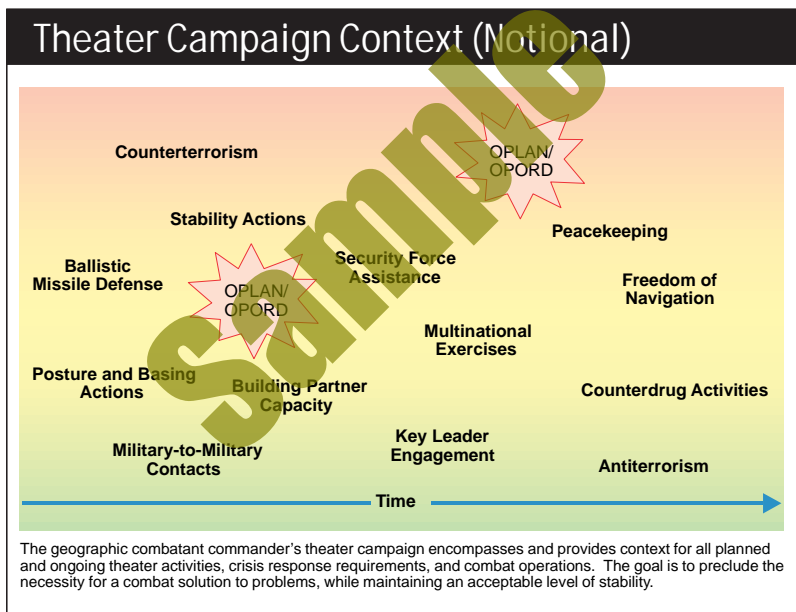 Theater Campaign Context (Notional)
Counterterrorism
OPLAN/
OPORD
Stability Actions
Peacekeeping
Security Force
Assistance
Ballistic
Missile Defense
OPLAN/
OPORD
Freedom of
Navigation
Multinational
Exercises
Posture and Basing
Actions
Building Partner
Capacity
Counterdrug Activities
Key Leader
Engagement
Military-to-Military
Contacts
Antiterrorism
Time
The geographic combatant commander's theater campaign encompasses and provides context for all planned
and ongoing theater activities, crisis response requirements, and combat operations.  The goal is to preclude the
necessity for a combat solution to problems, while maintaining an acceptable level of stability.
Sample